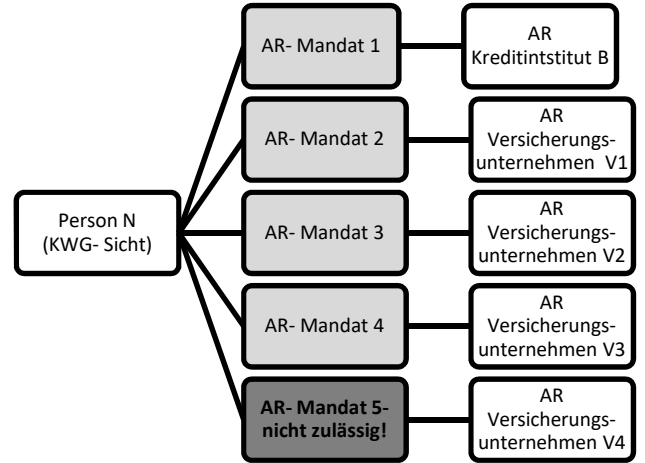 Person N
(KWG- Sicht)
AR- Mandat 1
AR
Kreditintstitut B
AR- Mandat 2
AR
Versicherungs-
unternehmen V1
AR- Mandat 3
AR
Versicherungs-
unternehmen V2
AR- Mandat 4
AR
Versicherungs-
unternehmen V3
AR- Mandat 5-
nicht zulässig!
AR
Versicherungs-
unternehmen V4